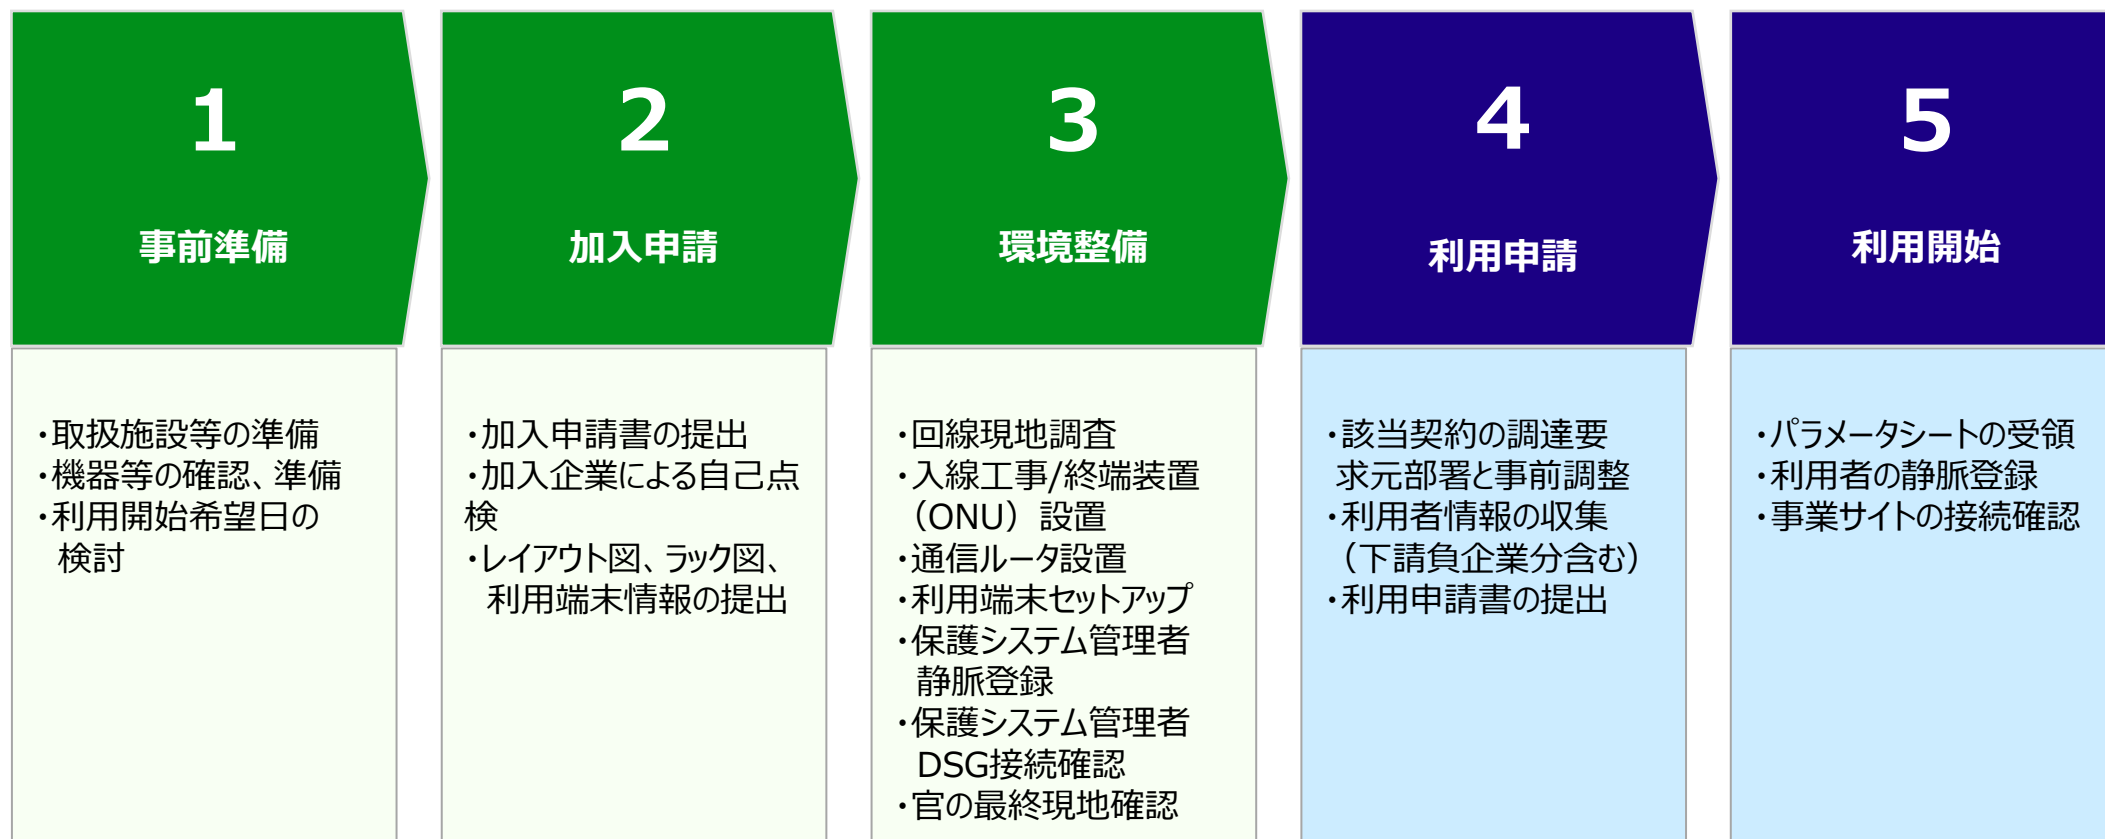 1
事前準備
・取扱施設等の準備
・機器等の確認、準備
・利用開始希望日の
検討
2
加入申請
・加入申請書の提出
・加入企業による自己点
検
・レイアウト図、ラック図、
利用端末情報の提出
3
環境整備
・回線現地調査
・入線工事/終端装置
（ONU）設置
・通信ルータ設置
・利用端末セットアップ
・保護システム管理者
静脈登録
・保護システム管理者
DSG接続確認
・官の最終現地確認
4
利用申請
・該当契約の調達要
求元部署と事前調整
・利用者情報の収集
（下請負企業分含む）
・利用申請書の提出
5
利用開始
・パラメータシートの受領
・利用者の静脈登録
・事業サイトの接続確認